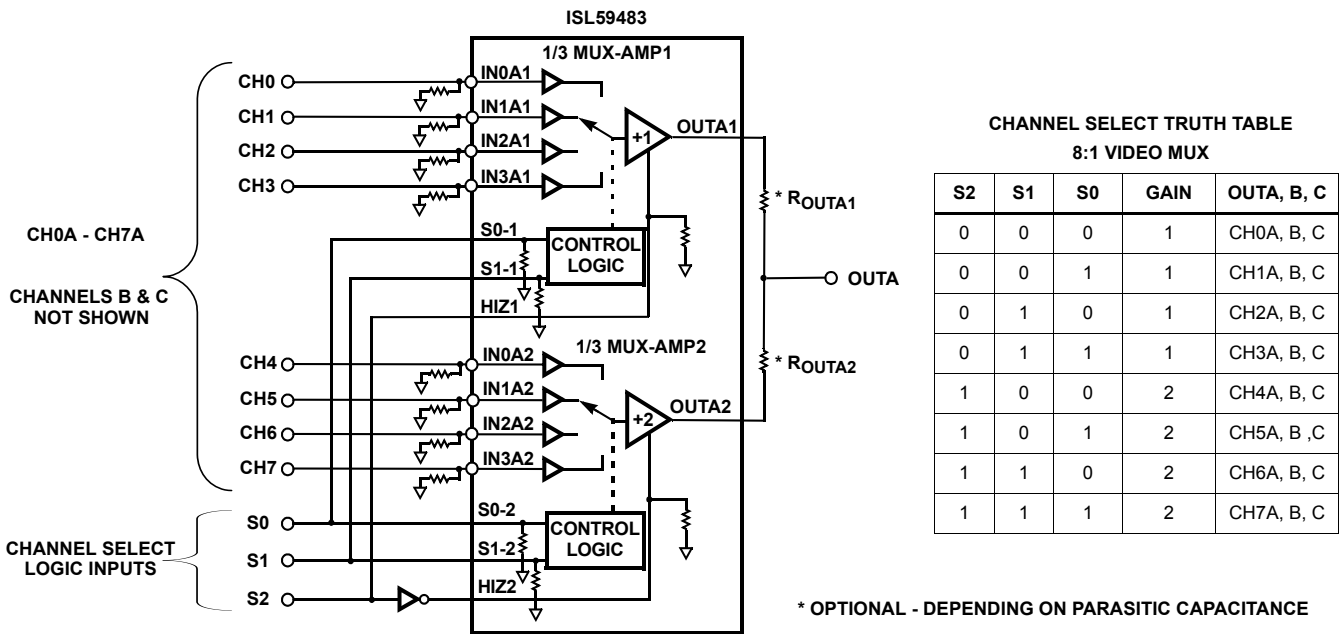 ISL59483
1/3 MUX-AMP1
CH0
IN0A1
CH1
IN1A1
+1
OUTA1
CH2
IN2A1
CH3
IN3A1
* ROUTA1
CH0A - CH7A
S0-1
CONTROL
LOGIC
S1-1
OUTA
CHANNELS B & C
NOT SHOWN
HIZ1
1/3 MUX-AMP2
CH4
IN0A2
* ROUTA2
CH5
IN1A2
+2
OUTA2
CH6
IN2A2
CH7
IN3A2
S0
S0-2
CONTROL
LOGIC
CHANNEL SELECT
LOGIC INPUTS
S1
S1-2
S2
HIZ2
CHANNEL SELECT TRUTH TABLE
8:1 VIDEO MUX
S2 S1 S0 GAIN OUTA, B, C
0 0 0 1 CH0A, B, C
0 0 1 1 CH1A, B, C
0 1 0 1 CH2A, B, C
0 1 1 1 CH3A, B, C
1 0 0 2 CH4A, B, C
1 0 1 2 CH5A, B ,C
1 1 0 2 CH6A, B, C
1 1 1 2 CH7A, B, C
* OPTIONAL - DEPENDING ON PARASITIC CAPACITANCE